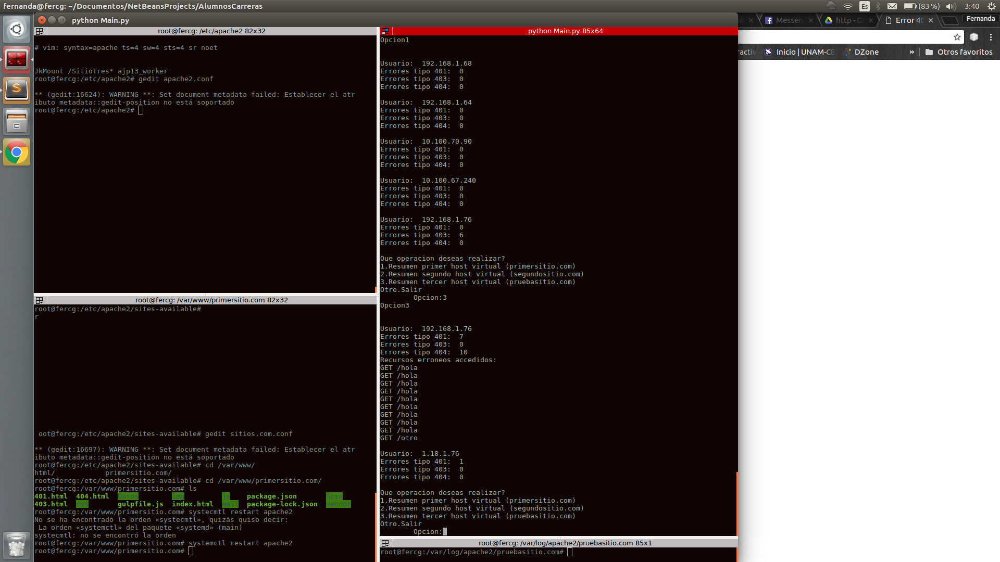 fernanda@fercg: ~/Documentos/NetBeansProjects/AlumnosCarreras
Es
(83 %)
3:40
python Main.py
Messen
http - G
Error 40
Fernanda
Inicio | UNAM-CE
DZone
»
Otros favoritos
root@fercg: /etc/apache2 82x32
# vim: syntax=apache ts=4 sw=4 sts=4 sr noet
JkMount /SitioTres* ajp13_worker
root@fercg:/etc/apache2# gedit apache2.conf
** (gedit:16624): WARNING **: Set document metadata failed: Establecer el atr
ibuto metadata::gedit-position no está soportado
root@fercg:/etc/apache2#
root@fercg: /var/www/primersitio.com 82x32
root@fercg:/etc/apache2/sites-available#
r
oot@fercg:/etc/apache2/sites-available# gedit sitios.com.conf
** (gedit:16697): WARNING **: Set document metadata failed: Establecer el atr
ibuto metadata::gedit-position no está soportado
root@fercg:/etc/apache2/sites-available# cd /var/www/
html/ primersitio.com/
root@fercg:/etc/apache2/sites-available# cd /var/www/primersitio.com/
root@fercg:/var/www/primersitio.com# ls
401.html 404.html Datos img js package.json scss
403.html css gulpfile.js index.html mail package-lock.json vendor
root@fercg:/var/www/primersitio.com# systecmtl restart apache2
No se ha encontrado la orden «systecmtl», quizás quiso decir:
La orden «systemctl» del paquete «systemd» (main)
systecmtl: no se encontró la orden
root@fercg:/var/www/primersitio.com# systemctl restart apache2
root@fercg:/var/www/primersitio.com#
python Main.py 85x64
Opcion1
Usuario: 192.168.1.68
Errores tipo 401: 0
Errores tipo 403: 0
Errores tipo 404: 0
Usuario: 192.168.1.64
Errores tipo 401: 0
Errores tipo 403: 0
Errores tipo 404: 0
Usuario: 10.100.70.90
Errores tipo 401: 0
Errores tipo 403: 0
Errores tipo 404: 0
Usuario: 10.100.67.240
Errores tipo 401: 0
Errores tipo 403: 0
Errores tipo 404: 0
Usuario: 192.168.1.76
Errores tipo 401: 0
Errores tipo 403: 6
Errores tipo 404: 0
Que operacion deseas realizar?
1.Resumen primer host virtual (primersitio.com)
2.Resumen segundo host virtual (segundositio.com)
3.Resumen tercer host virtual (pruebasitio.com)
Otro.Salir
Opcion:3
Opcion3
Usuario: 192.168.1.76
Errores tipo 401: 7
Errores tipo 403: 0
Errores tipo 404: 10
Recursos erroneos accedidos:
GET /hola
GET /hola
GET /hola
GET /hola
GET /hola
GET /hola
GET /hola
GET /hola
GET /hola
GET /otro
Usuario: 1.18.1.76
Errores tipo 401: 1
Errores tipo 403: 0
Errores tipo 404: 0
Que operacion deseas realizar?
1.Resumen primer host virtual (primersitio.com)
2.Resumen segundo host virtual (segundositio.com)
3.Resumen tercer host virtual (pruebasitio.com)
Otro.Salir
Opcion:
root@fercg: /var/log/apache2/pruebasitio.com 85x1
root@fercg:/var/log/apache2/pruebasitio.com#